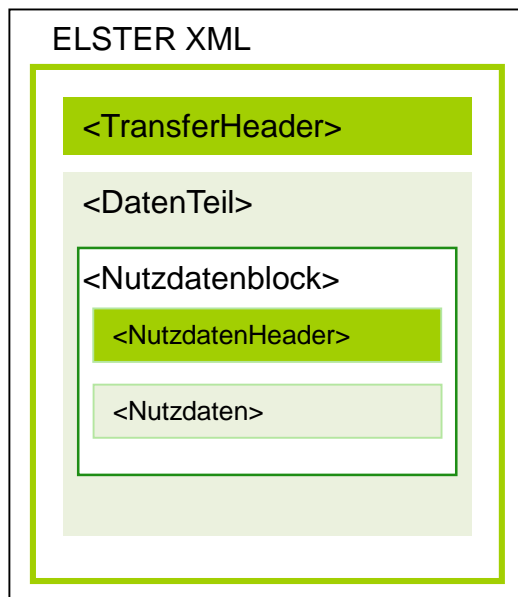 ELSTER XML
<TransferHeader>
<DatenTeil>
<Nutzdatenblock>
<NutzdatenHeader>
<Nutzdaten>